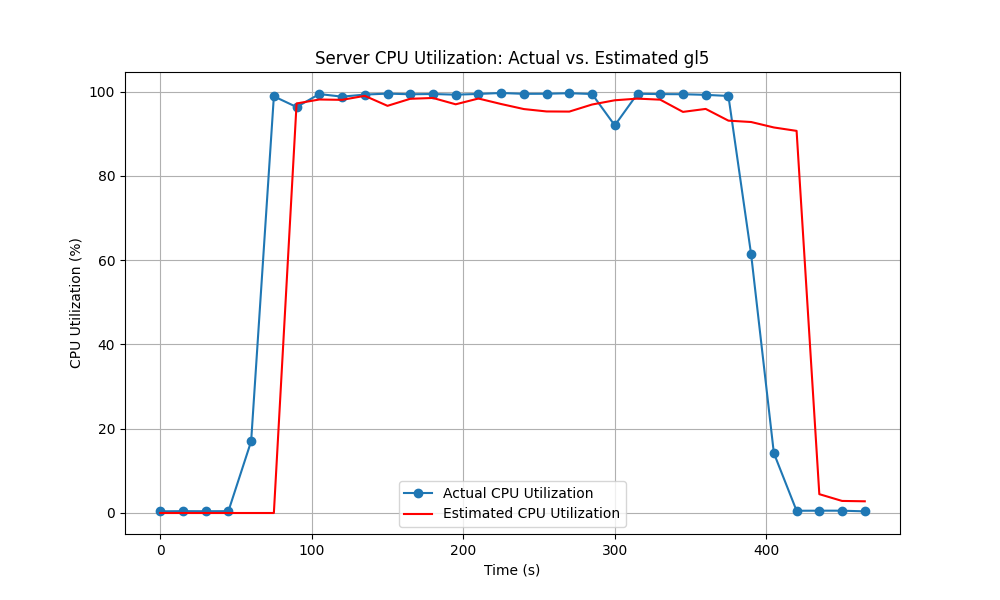 Server CPU Utilization: Actual vs. Estimated gl5
CPU Utilization (%)
100
80
60
40
20
0
Actual CPU Utilization
Estimated CPU Utilization
0 100 200 300 400
Time (s)